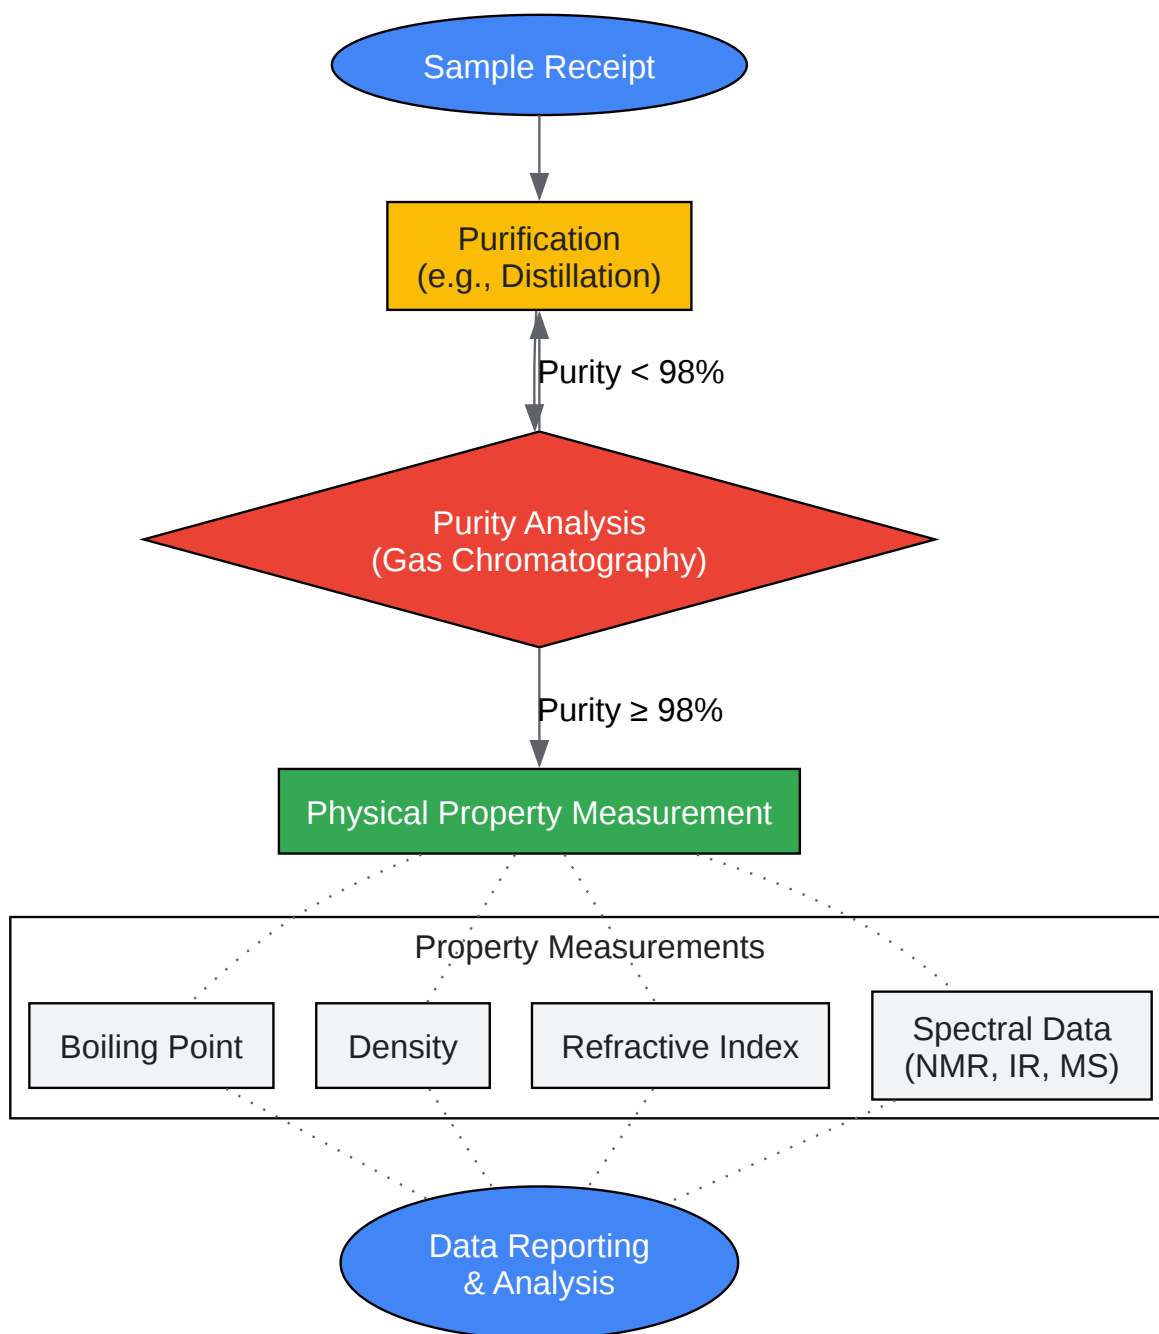 Sample Receipt
Purification
(e.g., Distillation)
Purity < 98%
Purity Analysis
(Gas Chromatography)
Purity ≥ 98%
Physical Property Measurement
Property Measurements
Boiling Point
Density
Refractive Index
Spectral Data
(NMR, IR, MS)
Data Reporting
& Analysis